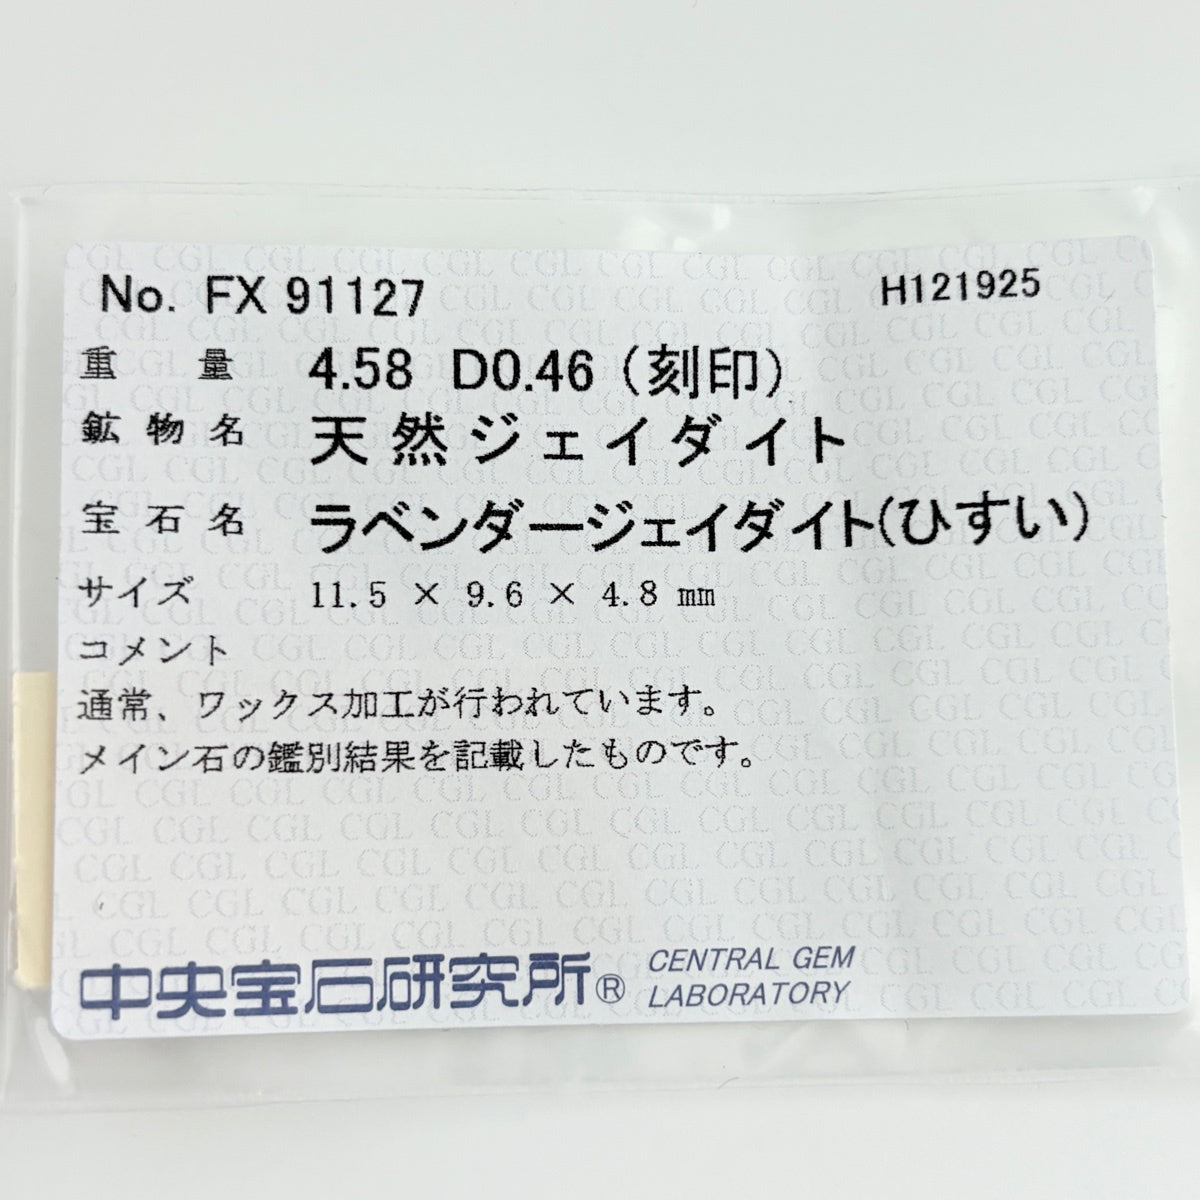 No. FX 91127 H121925
重量 4.58 D0.46(刻印)
鉱物名 天然ジェイダイト
宝石名 ラベンダージェイダイト(ひすい)
サイズ 11.5 × 9.6 × 4.8 mm
コメント
通常、ワックス加工が行われています。
メイン石の鑑別結果を記載したものです。
中央宝石研究所® CENTRAL GEM
LABORATORY